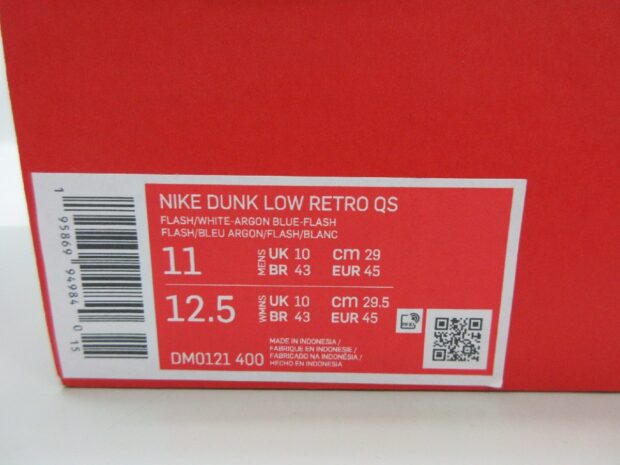 NIKE DUNK LOW RETRO QS
FLASH/WHITE-ARGON BLUE-FLASH
FLASH/BLEU ARGON/FLASH/BLANC
11 MENS UK 10 CM 29
BR 43 EUR 45
12.5 WMNS UK 10 CM 29.5
BR 43 EUR 45
DM0121 400
MADE IN INDONESIA /
FABRIQUE EN INDONESIE /
FABRICADO NA INDONÉSIA /
HECHO EN INDONESIA
1 95869 94984 0 15